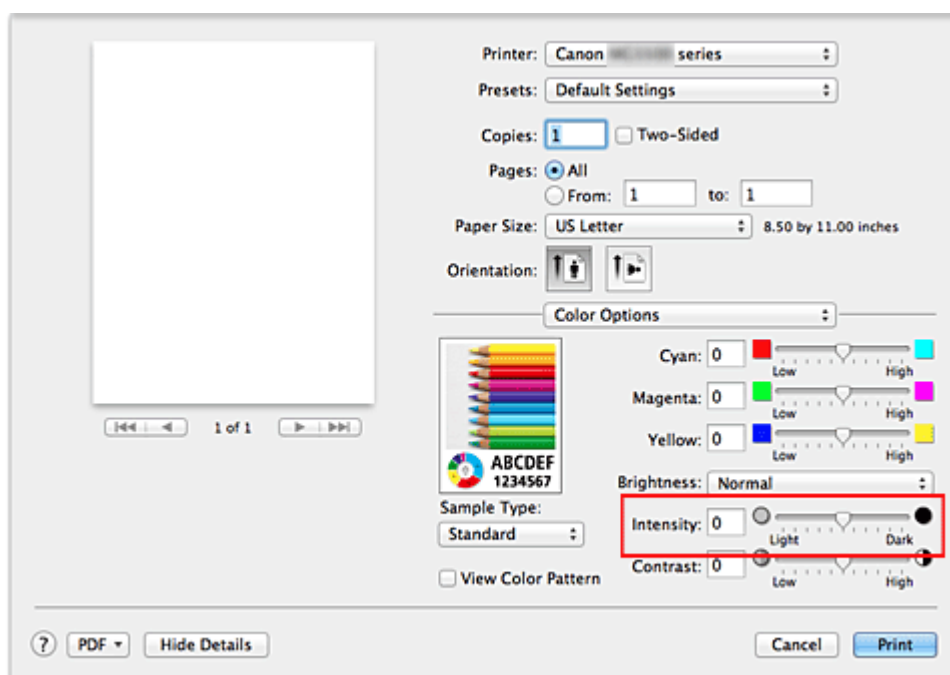 Printer: Canon series
Presets: Default Settings
Copies: 1 Two-Sided
Pages: All
From: 1 to: 1
Paper Size: US Letter 8.50 by 11.00 inches
Orientation:
Color Options
Cyan: 0
Low High
Magenta: 0
Low High
Yellow: 0
Low High
1 of 1
ABCDEF
1234567
Brightness: Normal
Sample Type:
Standard
Intensity: 0
Light Dark
Contrast: 0
Low High
View Color Pattern
? PDF Hide Details Cancel Print